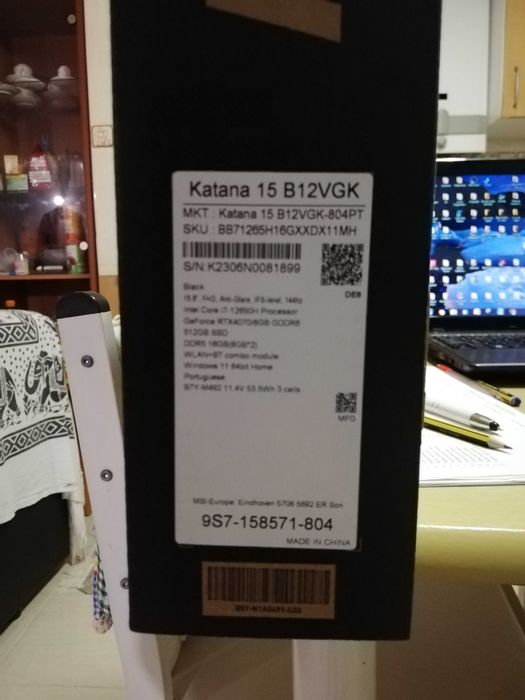 Katana 15 B12VGK
MKT : Katana 15 B12VGK-804PT
SKU : BB71265H16GXXDX11MH
S/N:K2306N0081899
DE8
Black
15.6", FHD, Anti-Glare, IPS-level, 144hz
Intel Core i7-12650H Processor
GeForce RTX4070/8GB GDDR6
512GB SSD
DDR5 16GB(8GB*2)
WLAN+BT combo module
Windows 11 64bit Home
Portuguese
BTY-M492 11.4V 53.5Wh 3 cells
MFG
MSI-Europe: Eindhoven 5706 5692 ER Son
9S7-158571-804
MADE IN CHINA